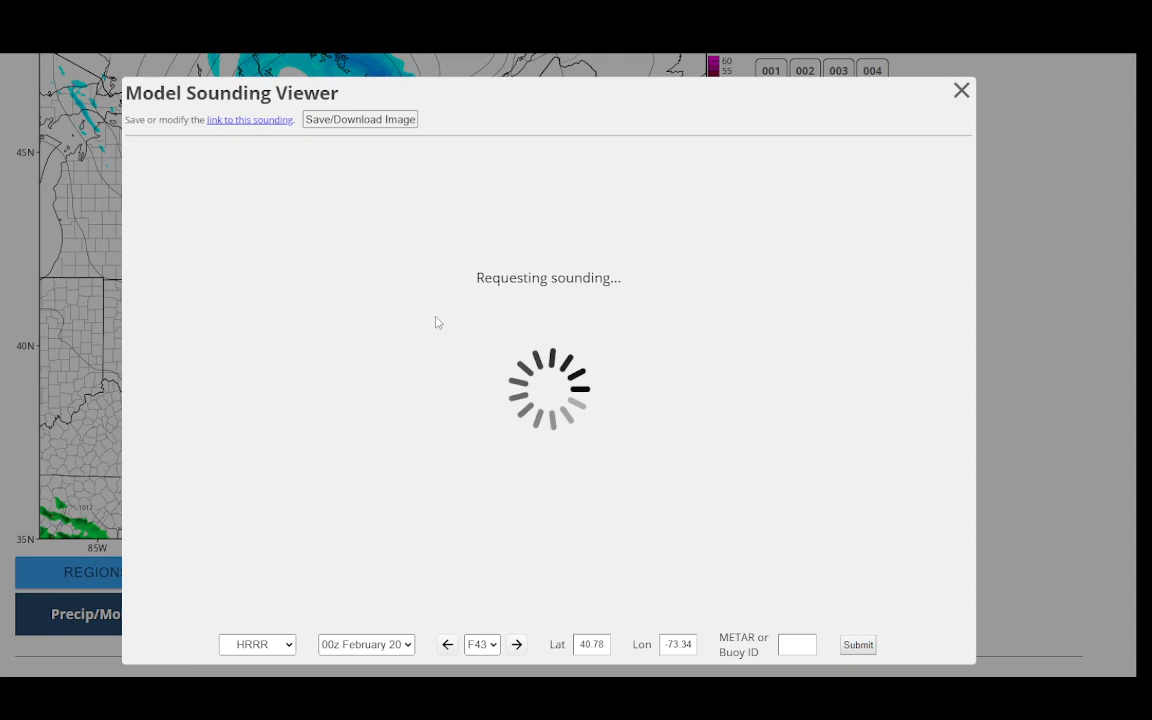 60
55
001 002 003 004
Model Sounding Viewer
Save or modify the link to this sounding. Save/Download Image
45N
Requesting sounding...
40N
1012
35N
85W
REGION
Precip/Mo
HRRR 00z February 20 F43 Lat 40.78 Lon -73.34 METAR or Buoy ID Submit